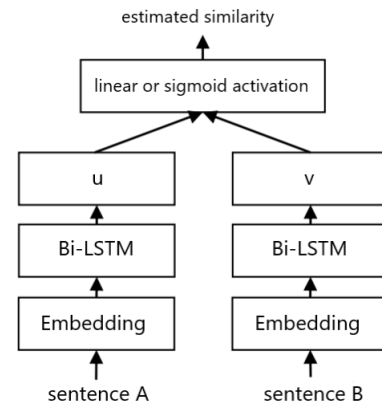 estimated similarity
linear or sigmoid activation
u v
Bi-LSTM Bi-LSTM
Embedding Embedding
sentence A sentence B